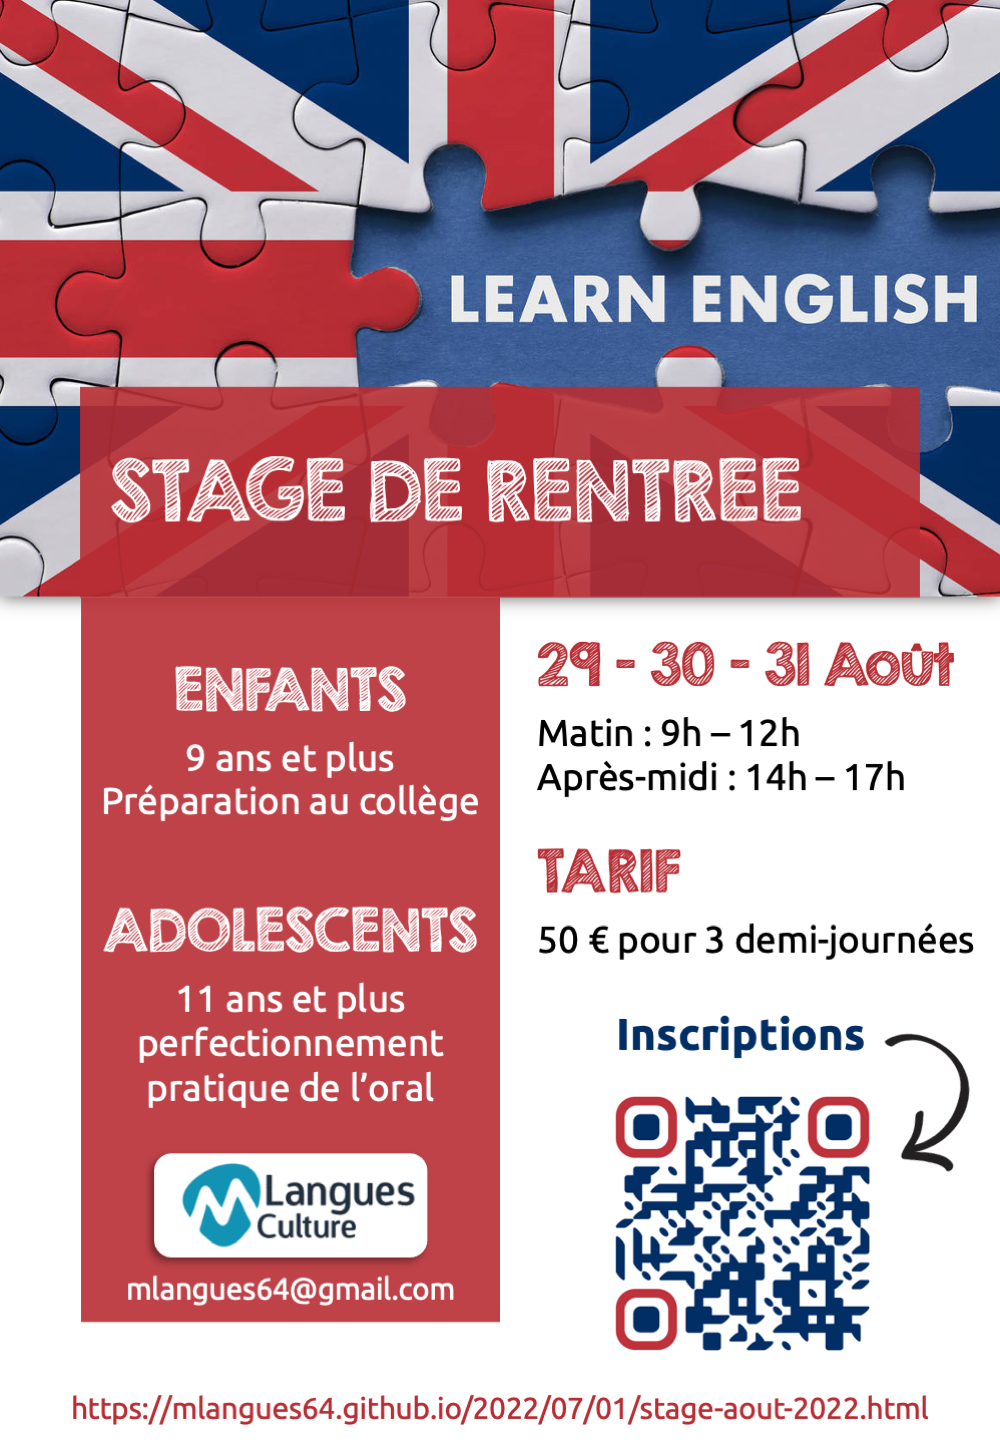 LEARN ENGLISH
STAGE DE RENTREE
ENFANTS
9 ans et plus
Préparation au collège
ADOLESCENTS
11 ans et plus
perfectionnement
pratique de l’oral
M Langues
Culture
mlangues64@gmail.com
29 - 30 - 31 Août
Matin : 9h – 12h
Après-midi : 14h – 17h
TARIF
50 € pour 3 demi-journées
Inscriptions
https://mlangues64.github.io/2022/07/01/stage-aout-2022.html